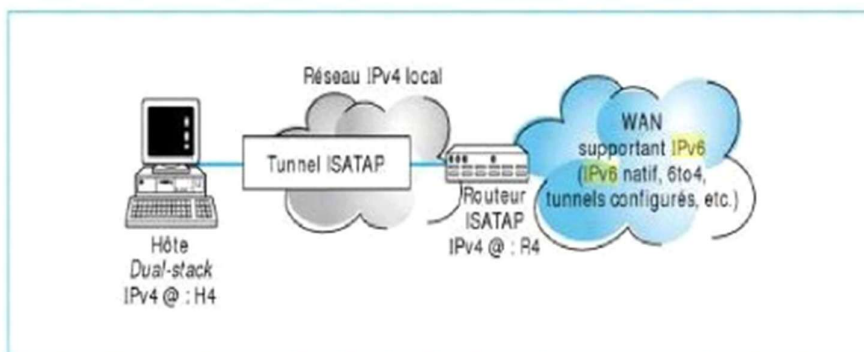 Réseau IPv4 local
Tunnel ISATAP
WAN
supportant IPv6
(IPv6 natif, 6to4,
tunnels configurés, etc.)
Routeur
ISATAP
IPv4 @ : R4
Hôte
Dual-stack
IPv4 @ : H4